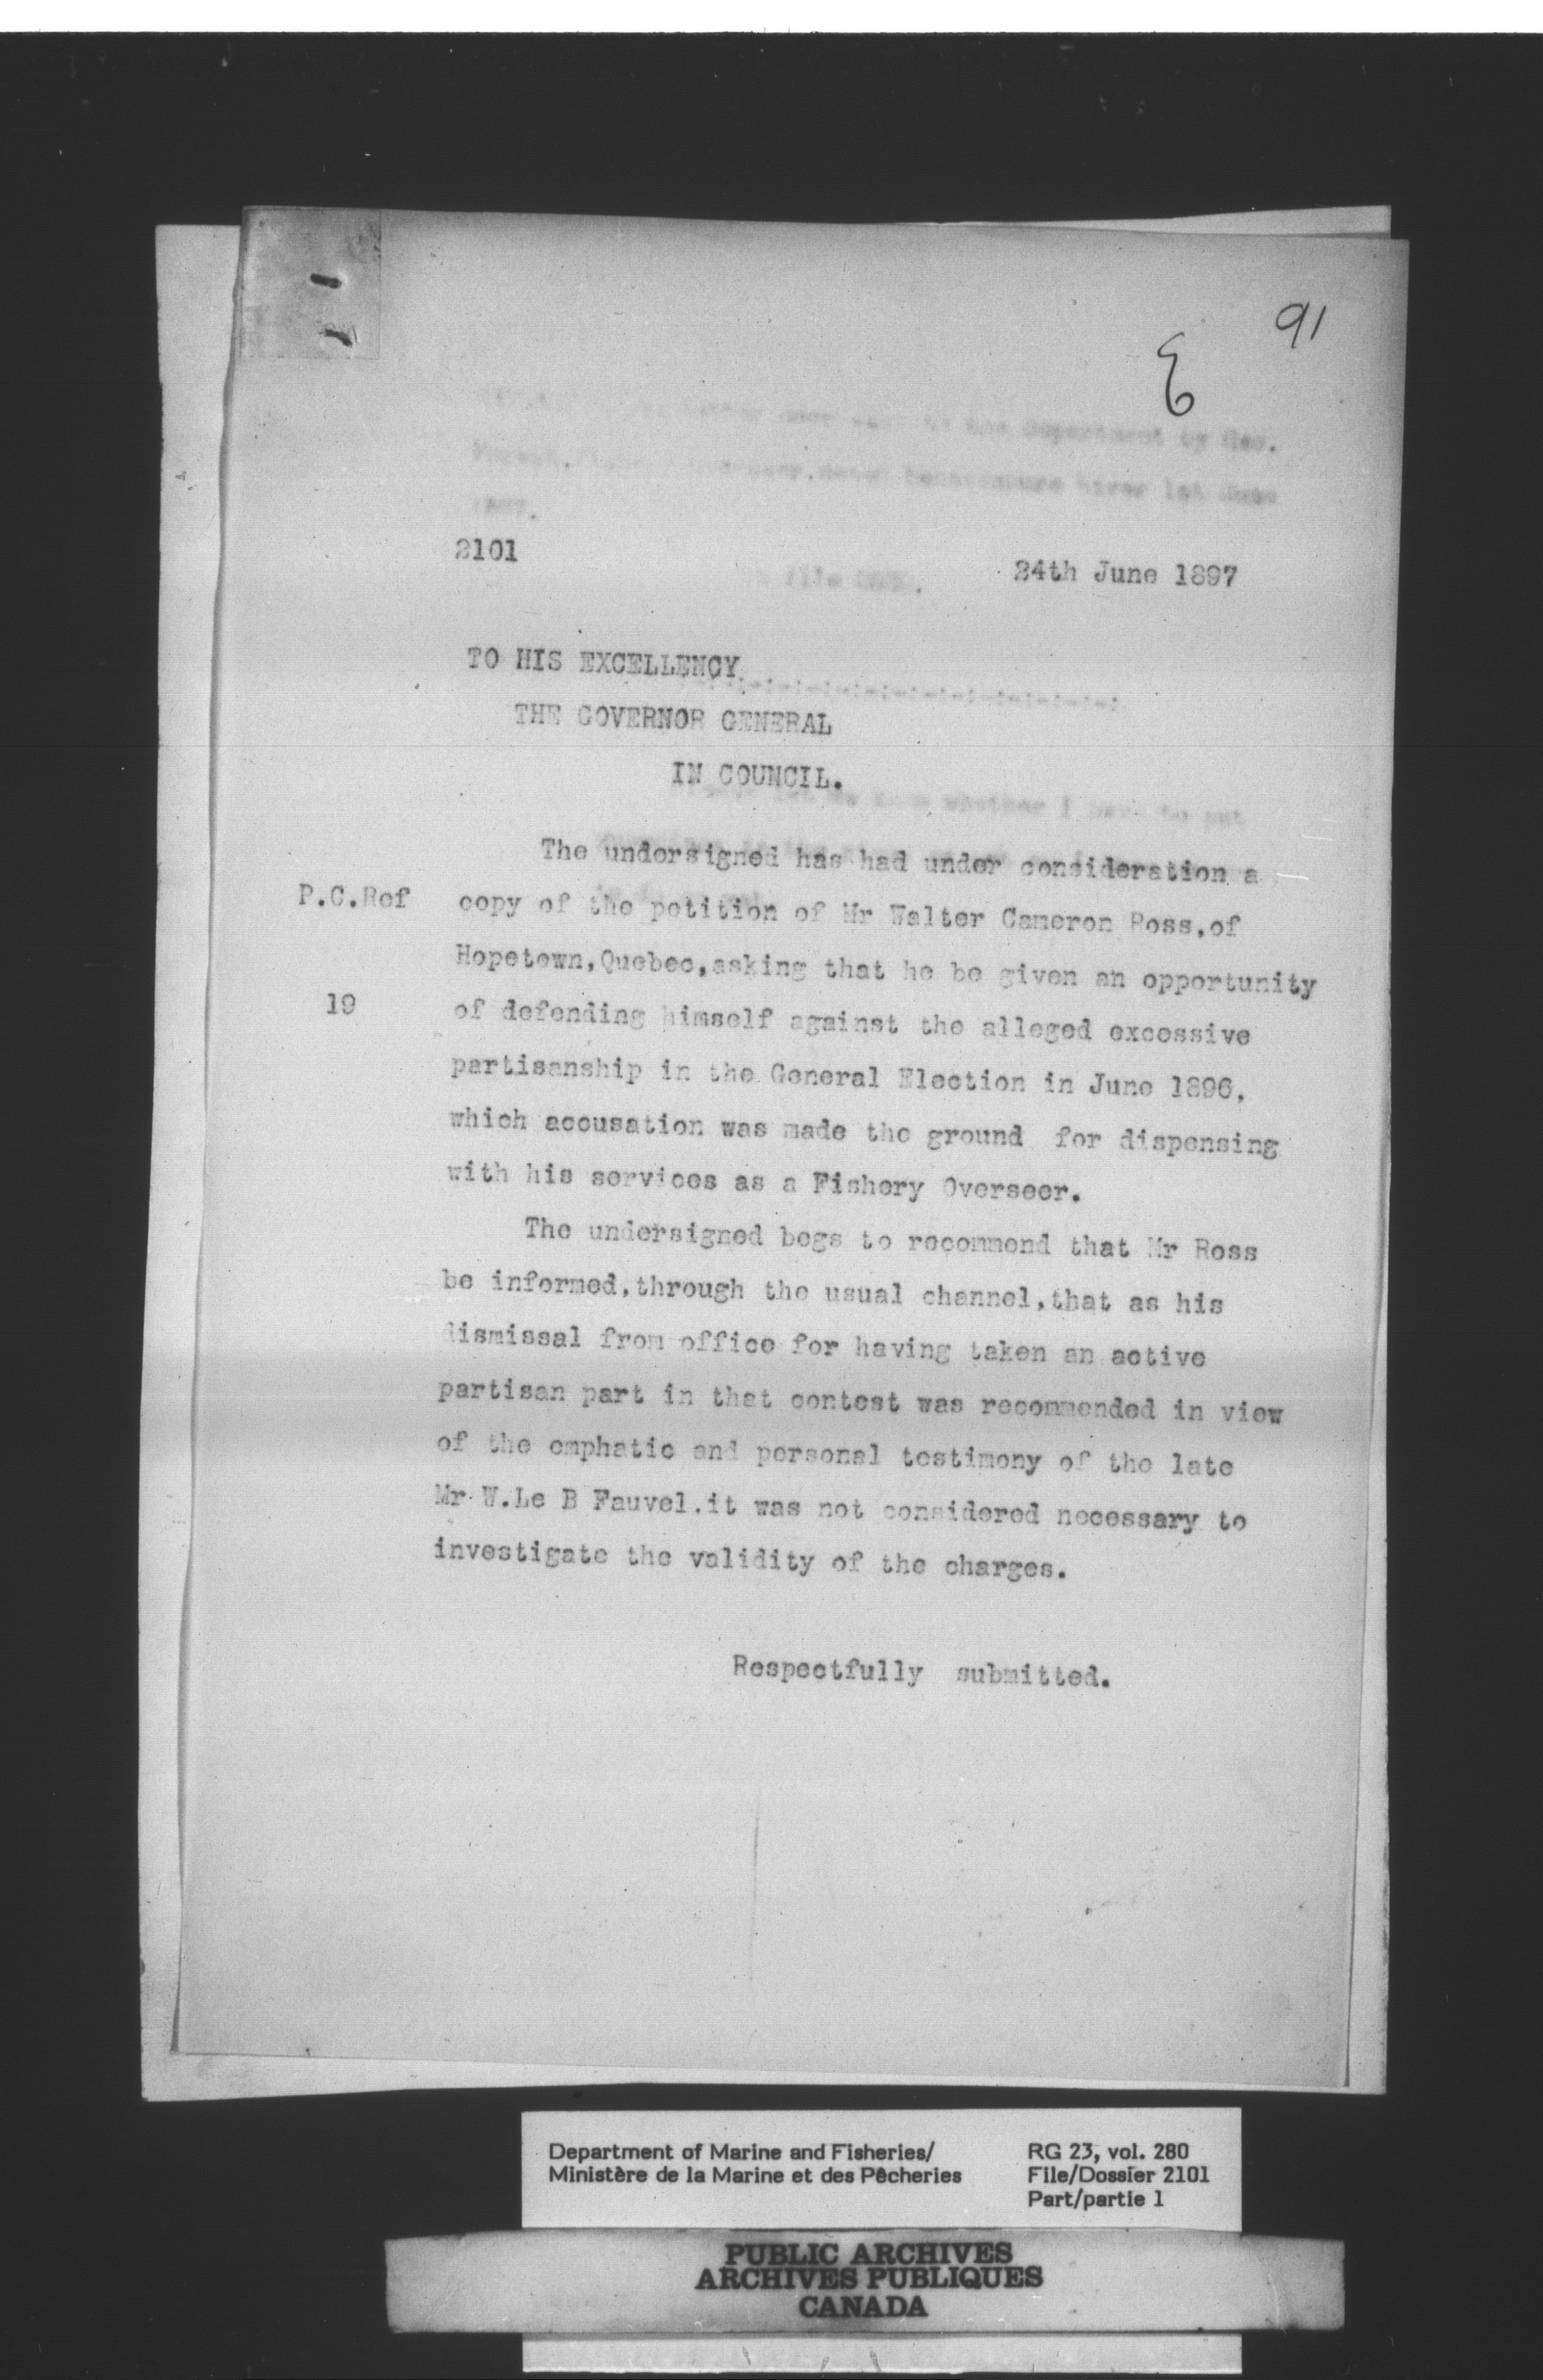 91
E
2101
24th June 1897
TO HIS EXCELLENCY
THE GOVERNOR GENERAL
IN COUNCIL.
The undersigned has had under consideration a
P.C.Ref copy of the petition of Mr Walter Cameron Ross,of
Hopetown,Quebec,asking that he be given an opportunity
19 of defending himself against the alleged excessive
partisanship in the General Election in June 1896,
which accusation was made the ground for dispensing
with his services as a Fishery Overseer.
The undersigned begs to recommend that Mr Ross
be informed,through the usual channel,that as his
dismissal from office for having taken an active
partisan part in that contest was recommended in view
of the emphatic and personal testimony of the late
Mr W.Le B Fauvel.it was not considered necessary to
investigate the validity of the charges.
Respectfully submitted.
Department of Marine and Fisheries/
Ministère de la Marine et des Pêcheries
RG 23, vol. 280
File/Dossier 2101
Part/partie 1
PUBLIC ARCHIVES
ARCHIVES PUBLIQUES
CANADA